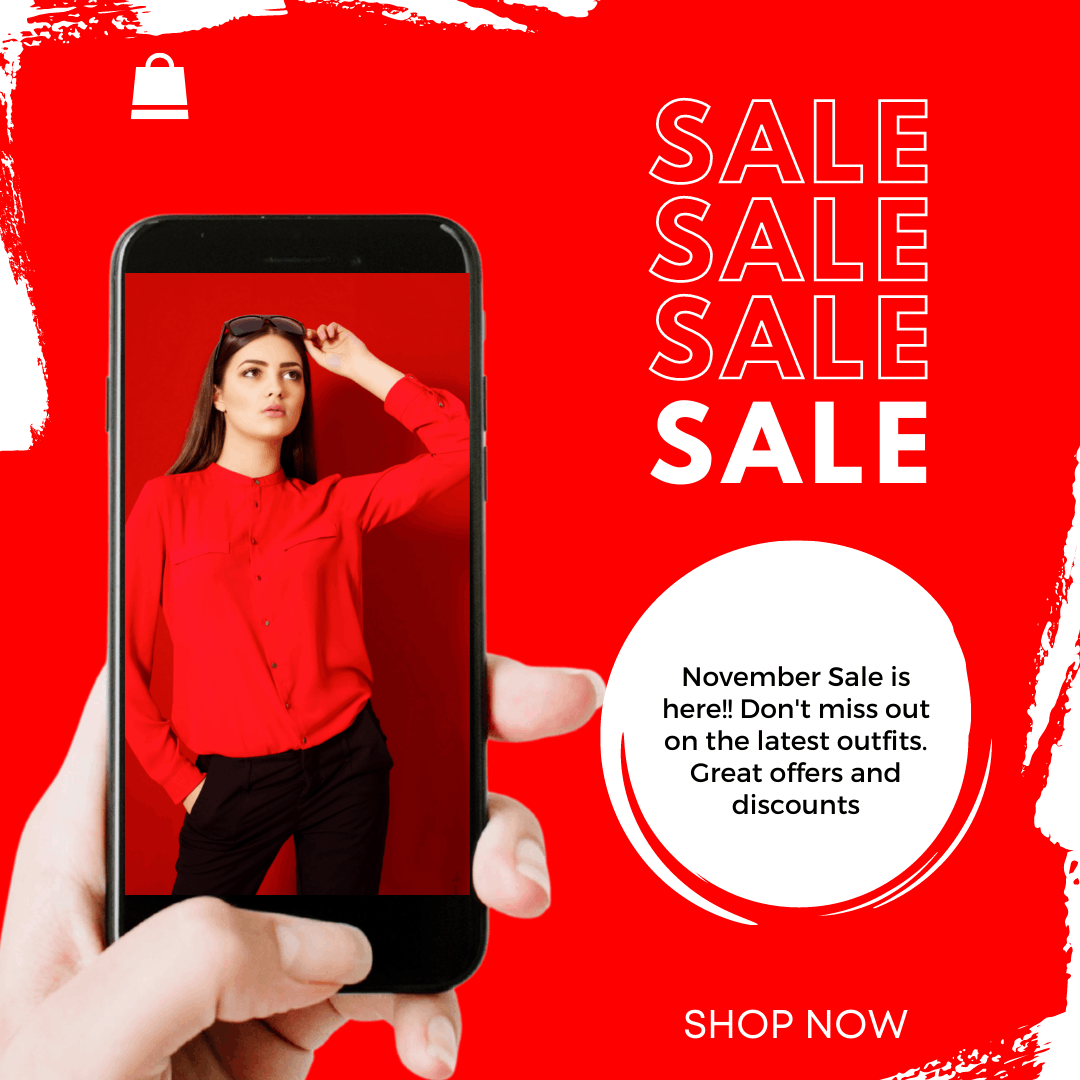 SALE
SALE
SALE
SALE
November Sale is
here!! Don't miss out
on the latest outfits.
Great offers and
discounts
SHOP NOW